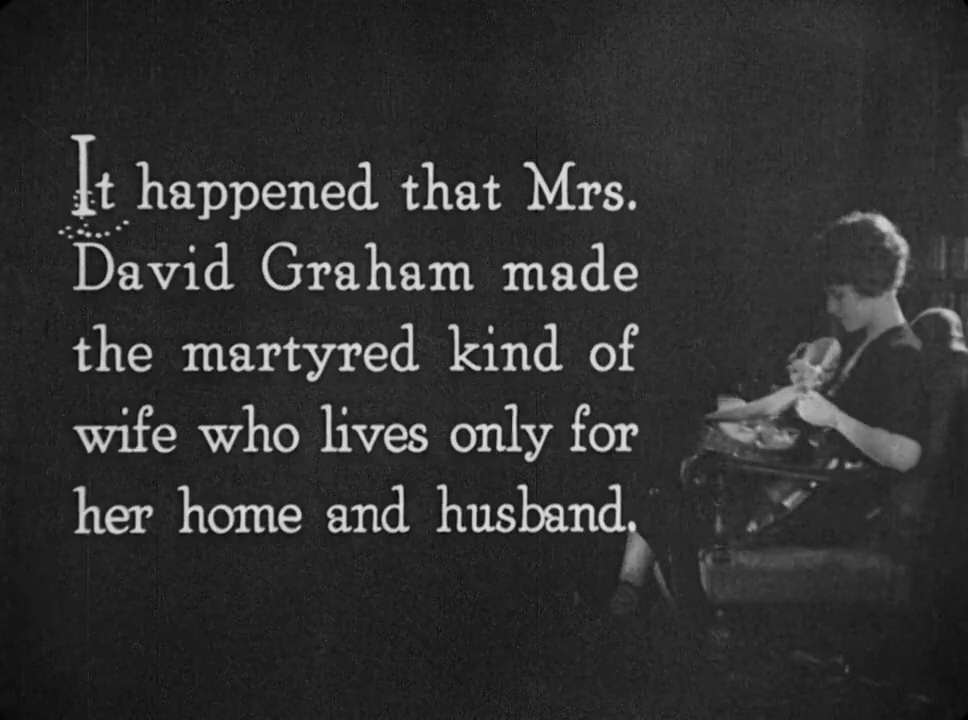 It happened that Mrs.
David Graham made
the martyred kind of
wife who lives only for
her home and husband.